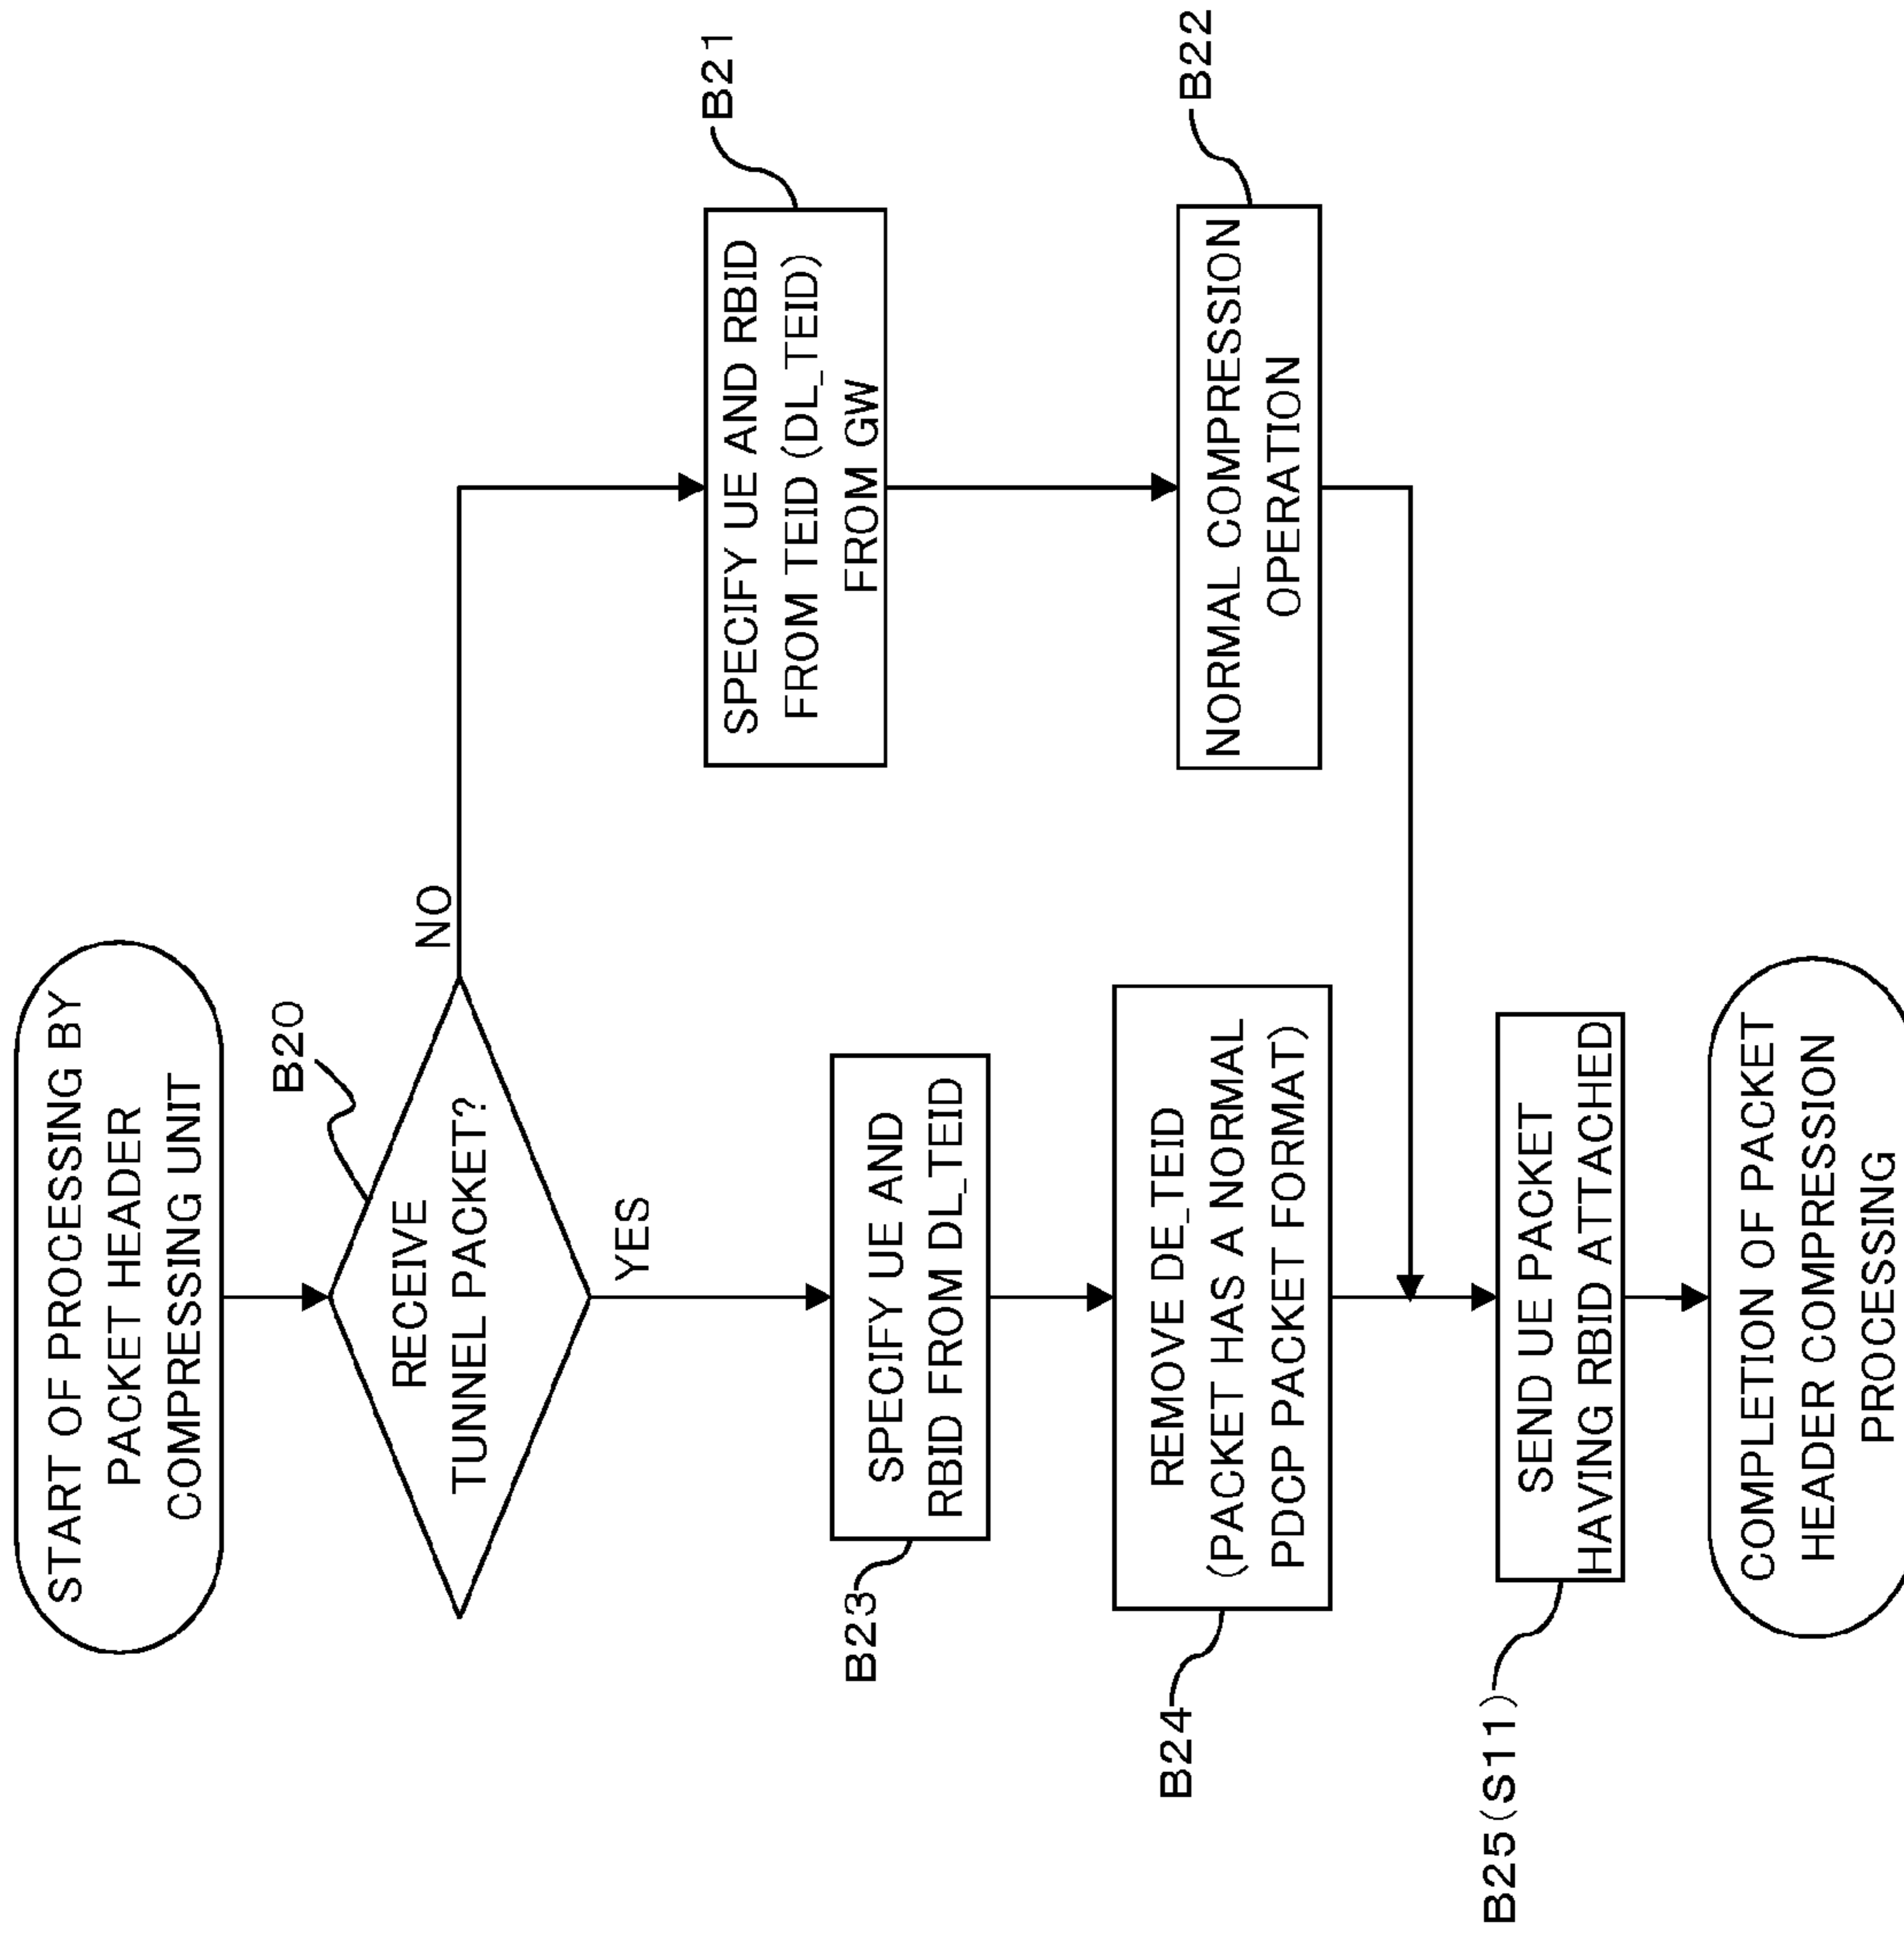 START OF PROCESSING BY
PACKET HEADER
COMPRESSING UNIT
B20
RECEIVE
TUNNEL PACKET?
NO
YES
B21
SPECIFY UE AND RBID
FROM TEID (DL_TEID)
FROM GW
B22
NORMAL COMPRESSION
OPERATION
B23
SPECIFY UE AND
RBID FROM DL_TEID
B24
REMOVE DE_TEID
(PACKET HAS A NORMAL
PDCP PACKET FORMAT)
B25(S11)
SEND UE PACKET
HAVING RBID ATTACHED
COMPLETION OF PACKET
HEADER COMPRESSION
PROCESSING